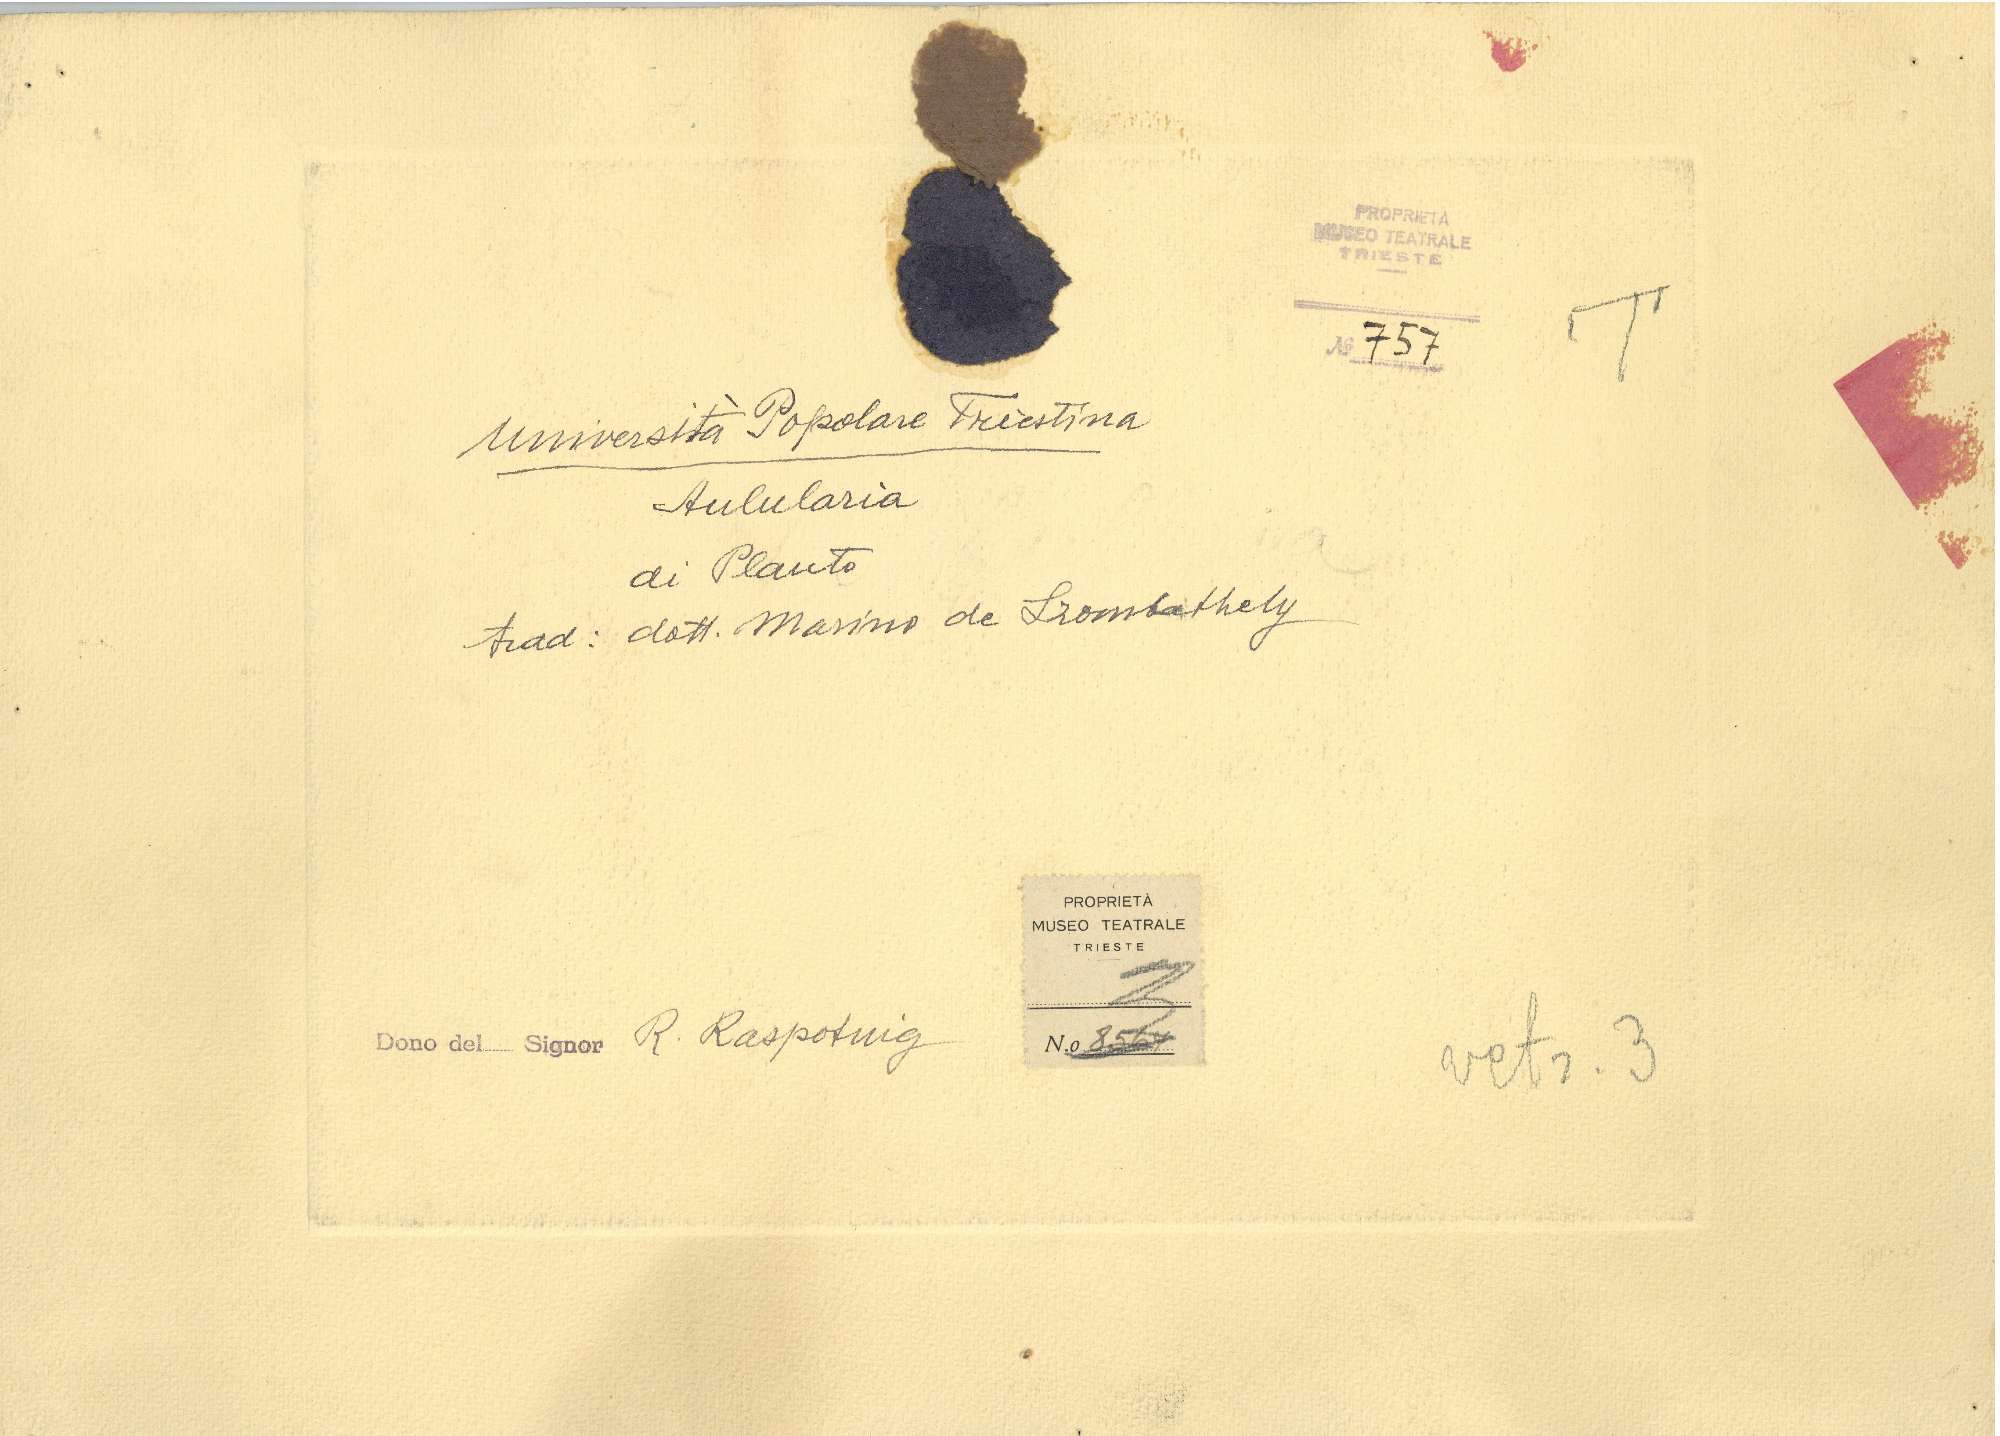 PROPRIETÀ
MUSEO TEATRALE
TRIESTE
№ 757
T
Università Popolare Triestina
Aulularia
di Plauto
trad: dott. Marino de Szombathely
PROPRIETÀ
MUSEO TEATRALE
TRIESTE
N.o
Dono del Signor R. Raspotnig
vetr. 3